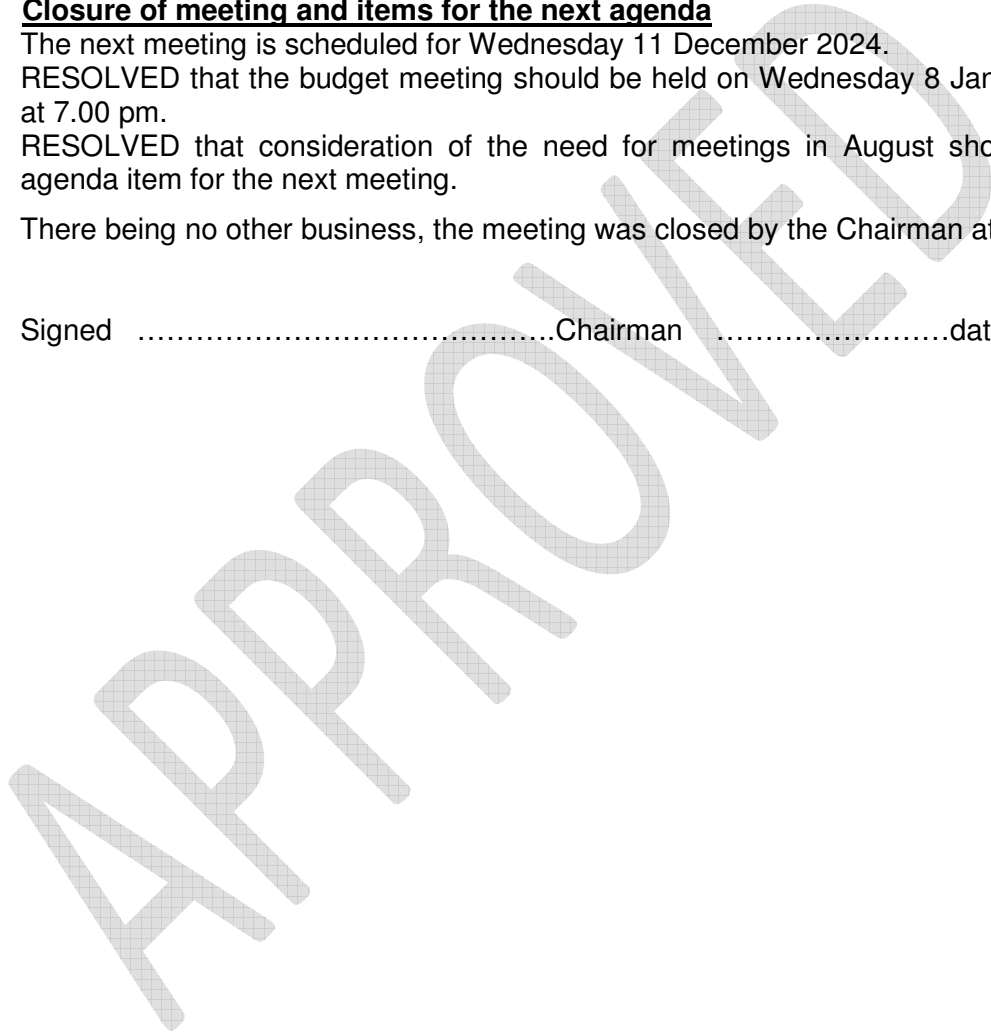 Closure of meeting and items for the next agenda
The next meeting is scheduled for Wednesday 11 December 2024.
RESOLVED that the budget meeting should be held on Wednesday 8 Jan
at 7.00 pm.
RESOLVED that consideration of the need for meetings in August sho
agenda item for the next meeting.
There being no other business, the meeting was closed by the Chairman at
Signed ……………………………………..Chairman ……………………dat
APPROVED